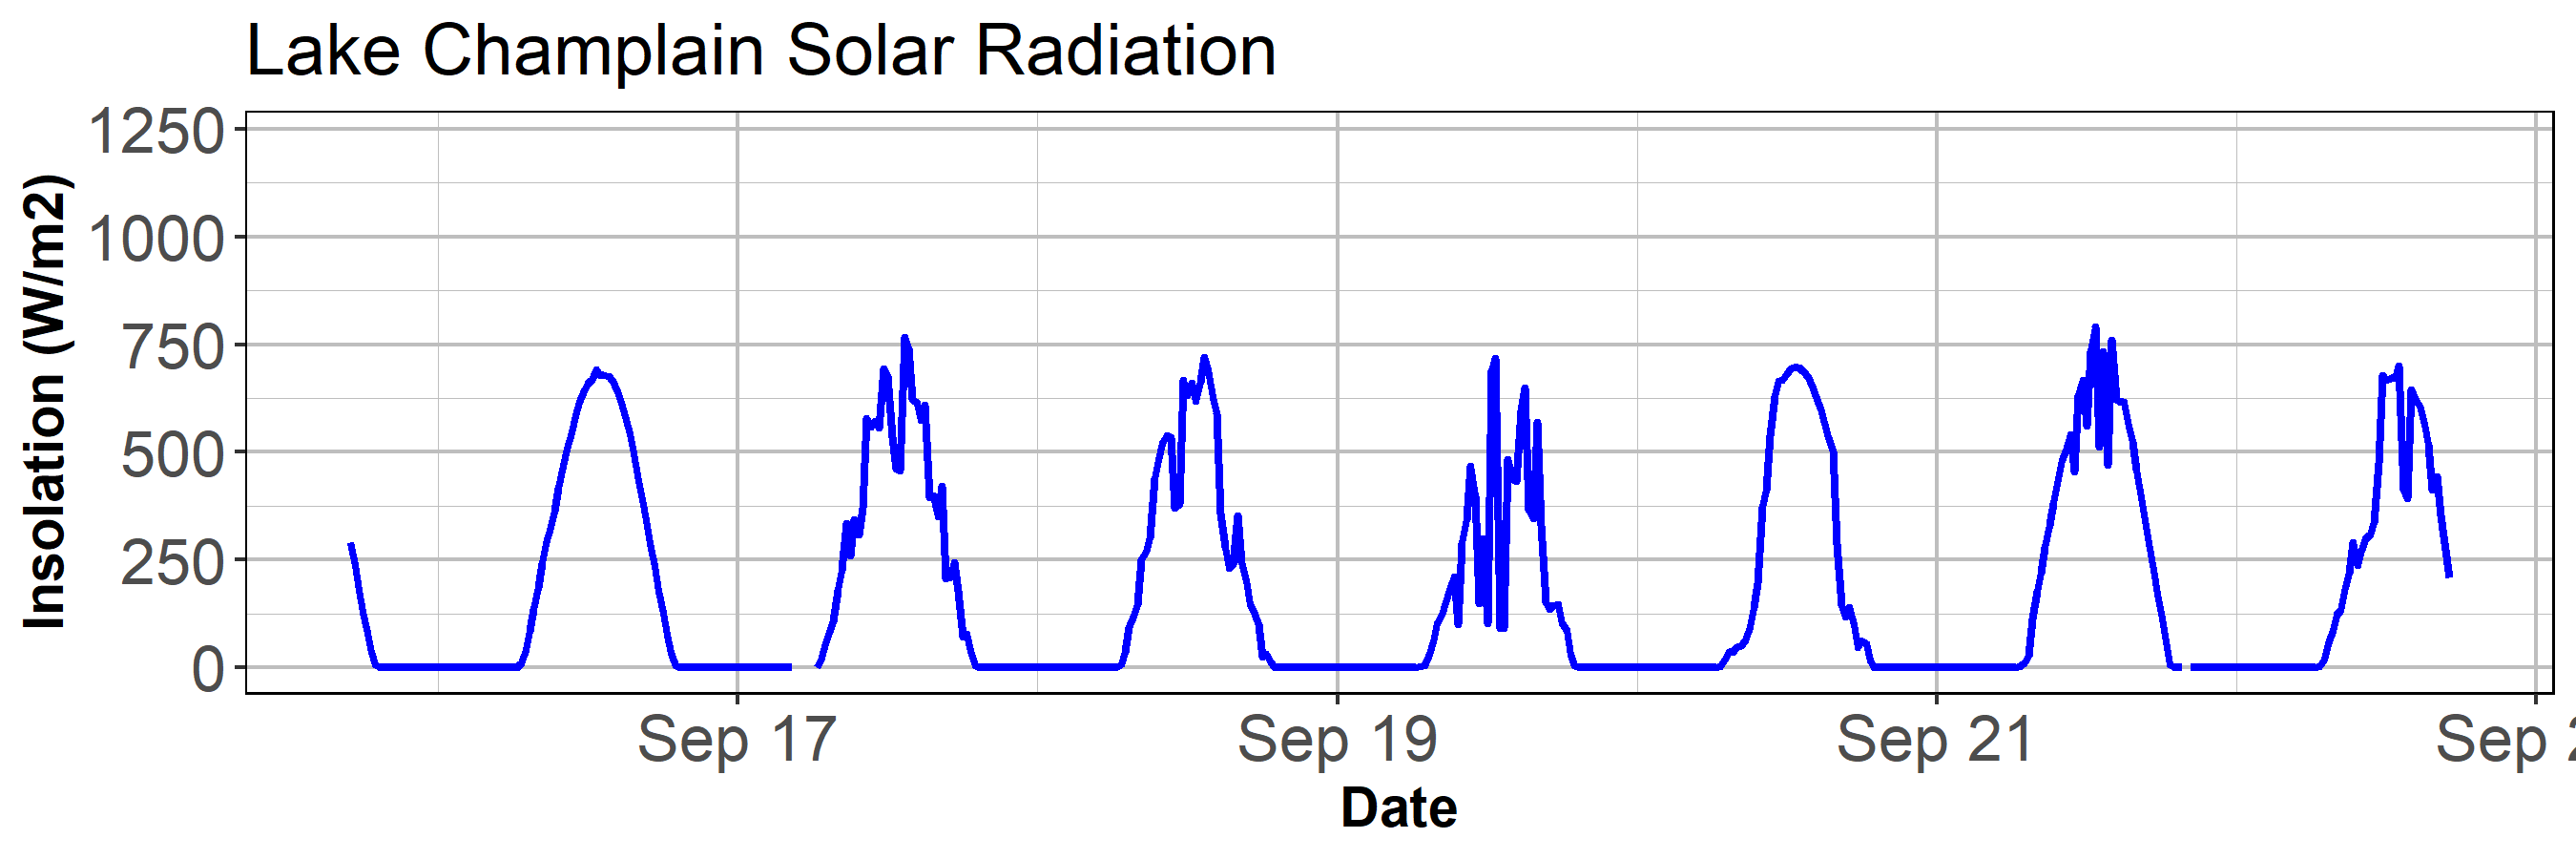 Lake Champlain Solar Radiation
Insolation (W/m2)
1250
1000
750
500
250
0
Sep 17 Sep 19 Sep 21 Sep
Date